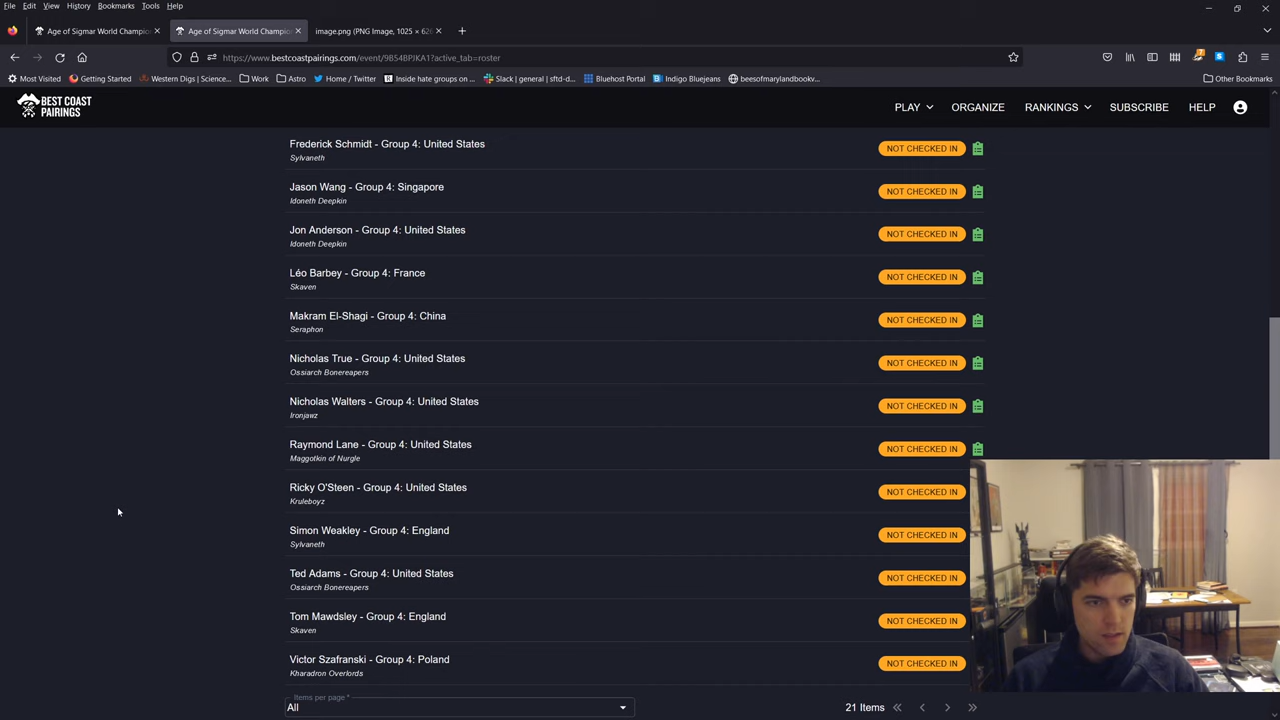 File Edit View History Bookmarks Tools Help
Age of Sigmar World Champion
Age of Sigmar World Champio
image.png (PNG Image, 1025 × 626
https://www.bestcoastpairings.com/event/9B54BPIKA1?active_tab=roster
Most Visited Getting Started Western Digs | Science... Work Astro Home / Twitter Inside hate groups on ... Slack | general | sftd-d... Bluehost Portal Indigo Bluejeans beesofmarylandbookv... Other Bookmarks
BEST COAST PAIRINGS PLAY ORGANIZE RANKINGS SUBSCRIBE HELP
Frederick Schmidt - Group 4: United States NOT CHECKED IN
Sylvaneth
Jason Wang - Group 4: Singapore NOT CHECKED IN
Idoneth Deepkin
Jon Anderson - Group 4: United States NOT CHECKED IN
Idoneth Deepkin
Léo Barbey - Group 4: France NOT CHECKED IN
Skaven
Makram El-Shagi - Group 4: China NOT CHECKED IN
Seraphon
Nicholas True - Group 4: United States NOT CHECKED IN
Ossiarch Bonereapers
Nicholas Walters - Group 4: United States NOT CHECKED IN
Ironjawz
Raymond Lane - Group 4: United States NOT CHECKED IN
Maggotkin of Nurgle
Ricky O'Steen - Group 4: United States NOT CHECKED IN
Kruleboyz
Simon Weakley - Group 4: England NOT CHECKED IN
Sylvaneth
Ted Adams - Group 4: United States NOT CHECKED IN
Ossiarch Bonereapers
Tom Mawdsley - Group 4: England NOT CHECKED IN
Skaven
Victor Szafranski - Group 4: Poland NOT CHECKED IN
Kharadron Overlords
Items per page *
All 21 Items